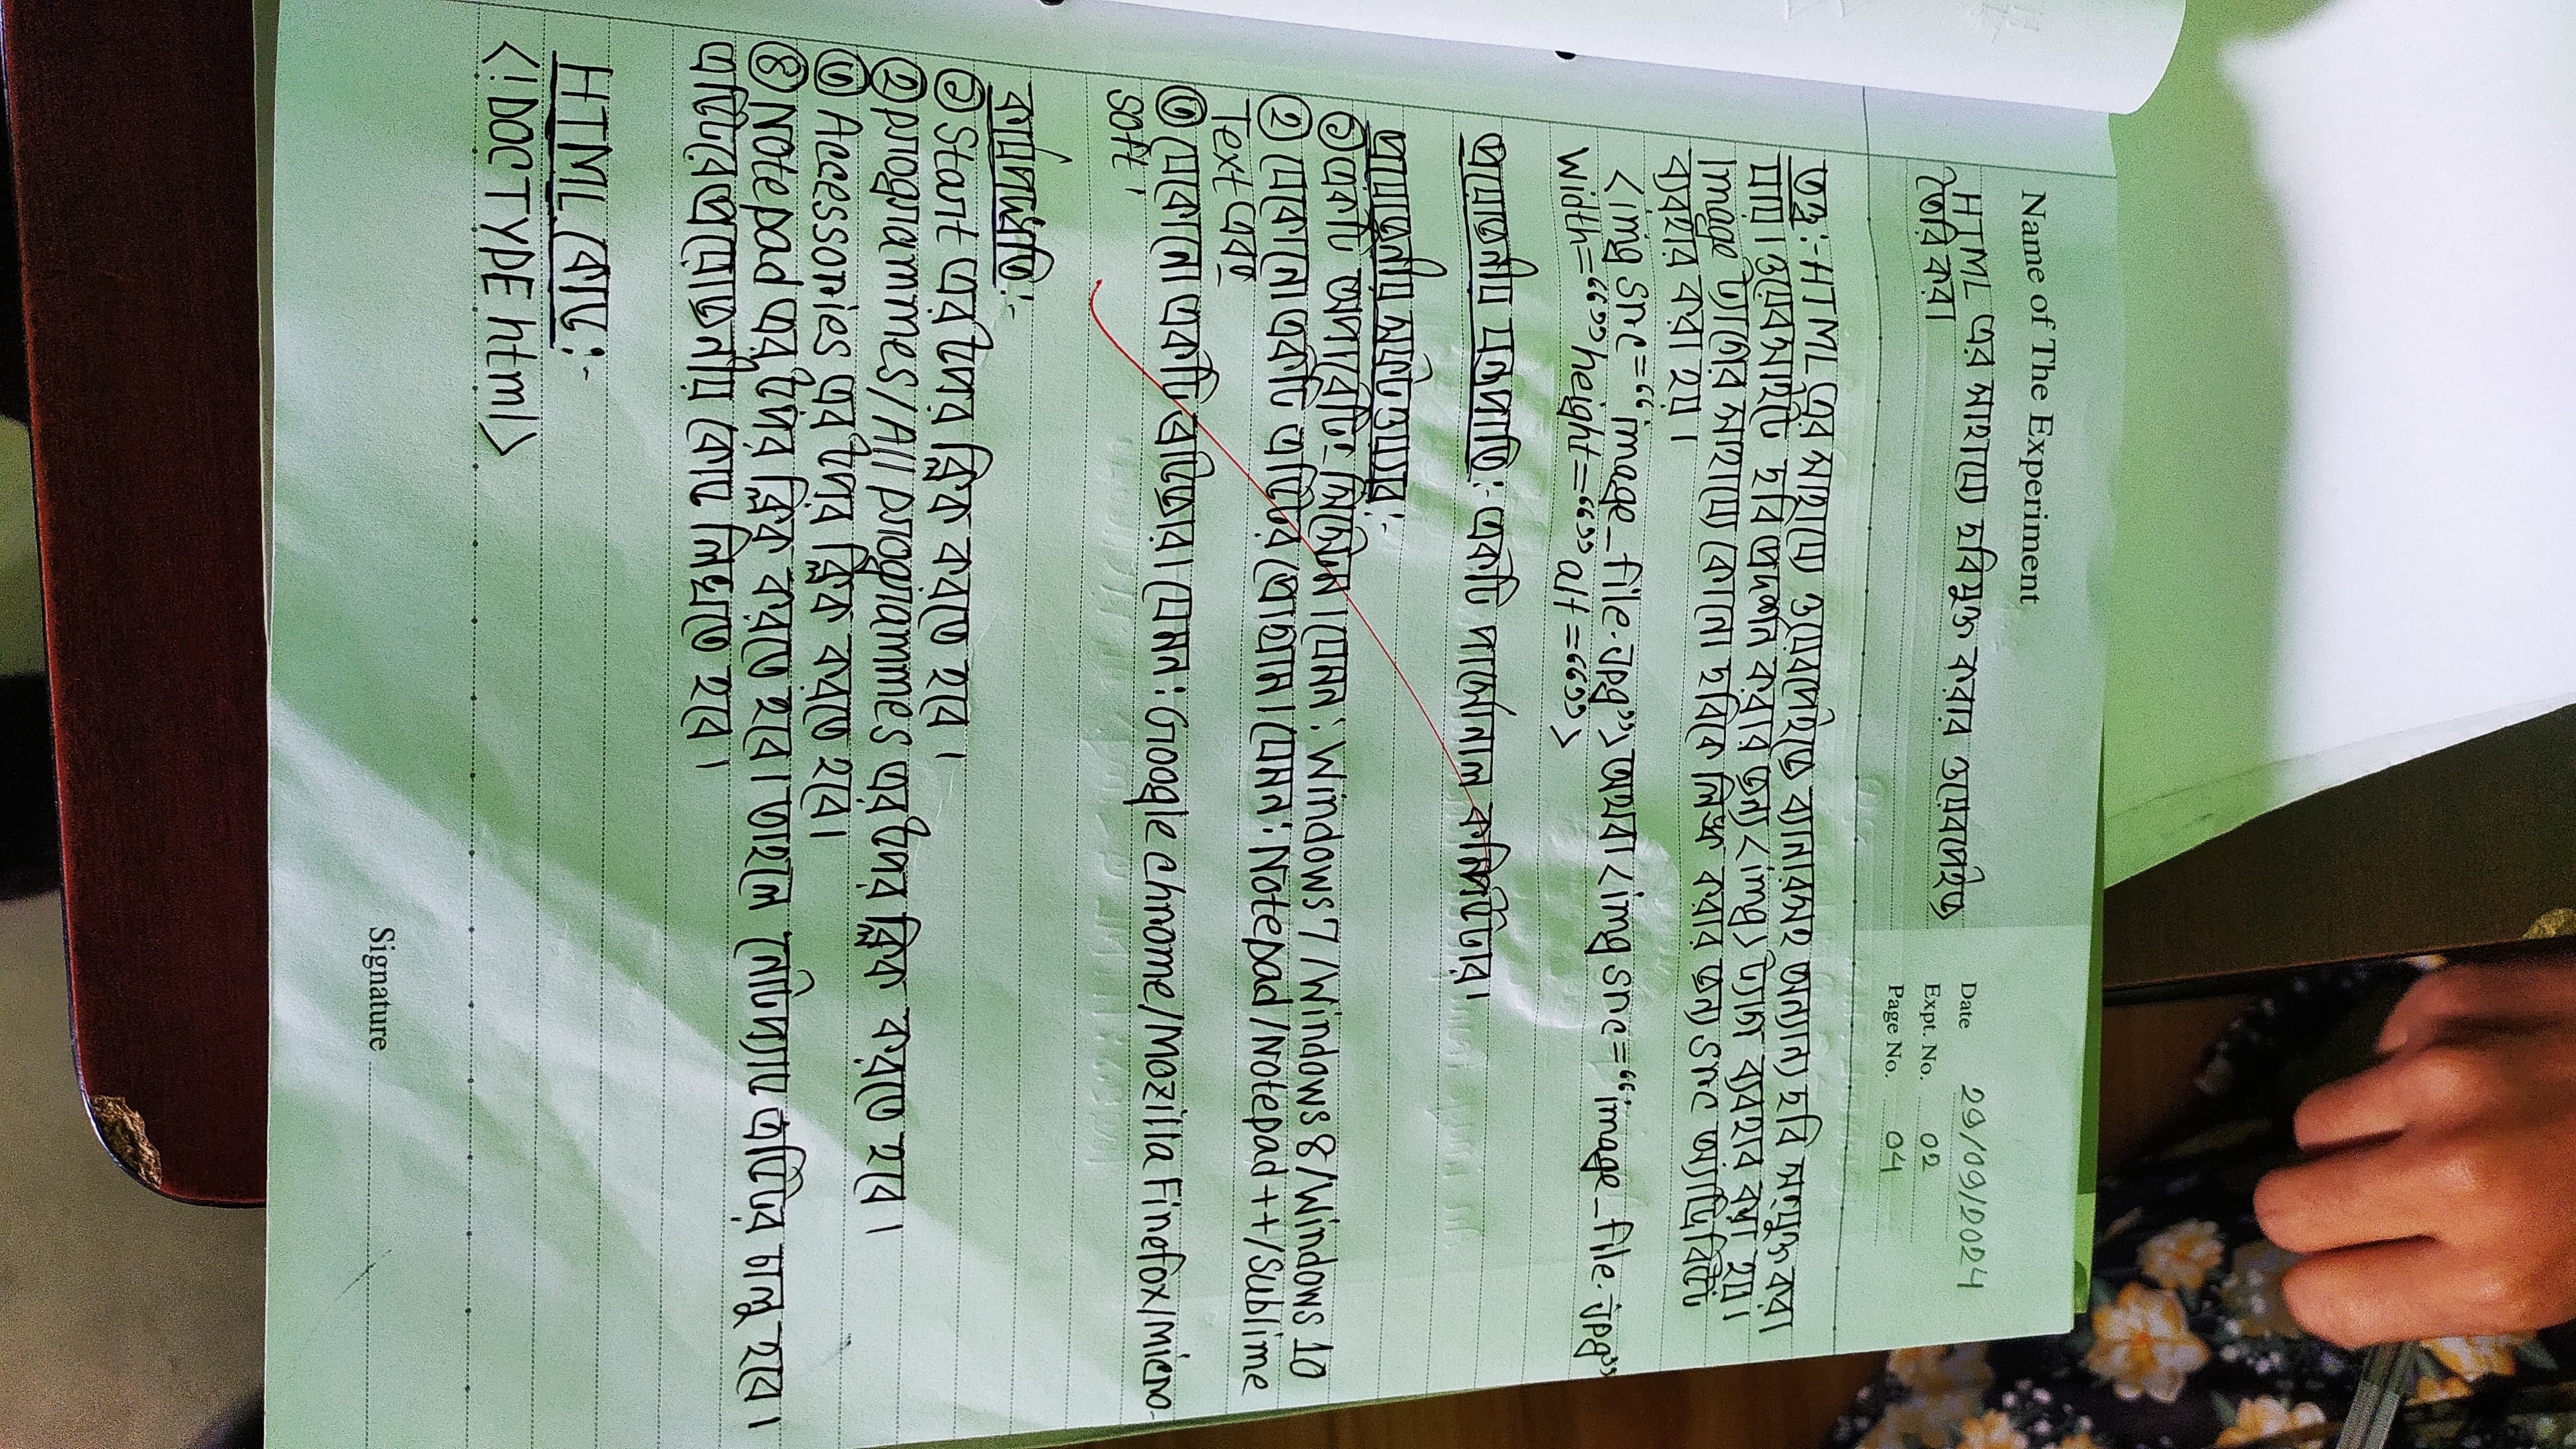 Name of The Experiment
HTML এর সাহায্যে ছবিযুক্ত করার ওয়েবপেইজ
তৈরি করা
Date 29/09/2024
Expt. No. 02
Page No. 04
তত্ত্ব:- HTML এর সাহায্যে ওয়েবপেইজে ব্যানারসহ অন্যান্য ছবি সংযুক্ত করা
যায়। ওয়েবসাইটে ছবি প্রদর্শন করার জন্য <img> ট্যাগ ব্যবহার করা হয়।
Image ট্যাগের সাহায্যে কোনো ছবিকে লিঙ্ক করার জন্য src অ্যাট্রিবিউট
ব্যবহার করা হয়।
<img src=“image_file.jpg”> অথবা <img src=“image_file.jpg”
width=“” height=“” alt=“”>
প্রয়োজনীয় যন্ত্রপাতি:- একটি পার্সোনাল কম্পিউটার।
প্রয়োজনীয় সফটওয়্যার:-
① একটি অপারেটিং সিস্টেম। যেমন: Windows 7/Windows 8/Windows 10
② যেকোনো একটি এডিটর প্রোগ্রাম। যেমন: Notepad/Notepad++/Sublime
Text এবং
③ যেকোনো একটি ব্রাউজার। যেমন: Google chrome/Mozilla Firefox/Micro-
soft।
কার্যপদ্ধতি:-
① Start এর উপর ক্লিক করতে হবে।
② programmes/All programmes এর উপর ক্লিক করতে হবে।
③ Accessories এর উপর ক্লিক করতে হবে।
④ Notepad এর উপর ক্লিক করতে হবে। তাহলে নোটপ্যাড এডিটর চালু হবে।
এডিটরে প্রয়োজনীয় কোড লিখতে হবে।
HTML কোড:-
<!DOCTYPE html>
Signature